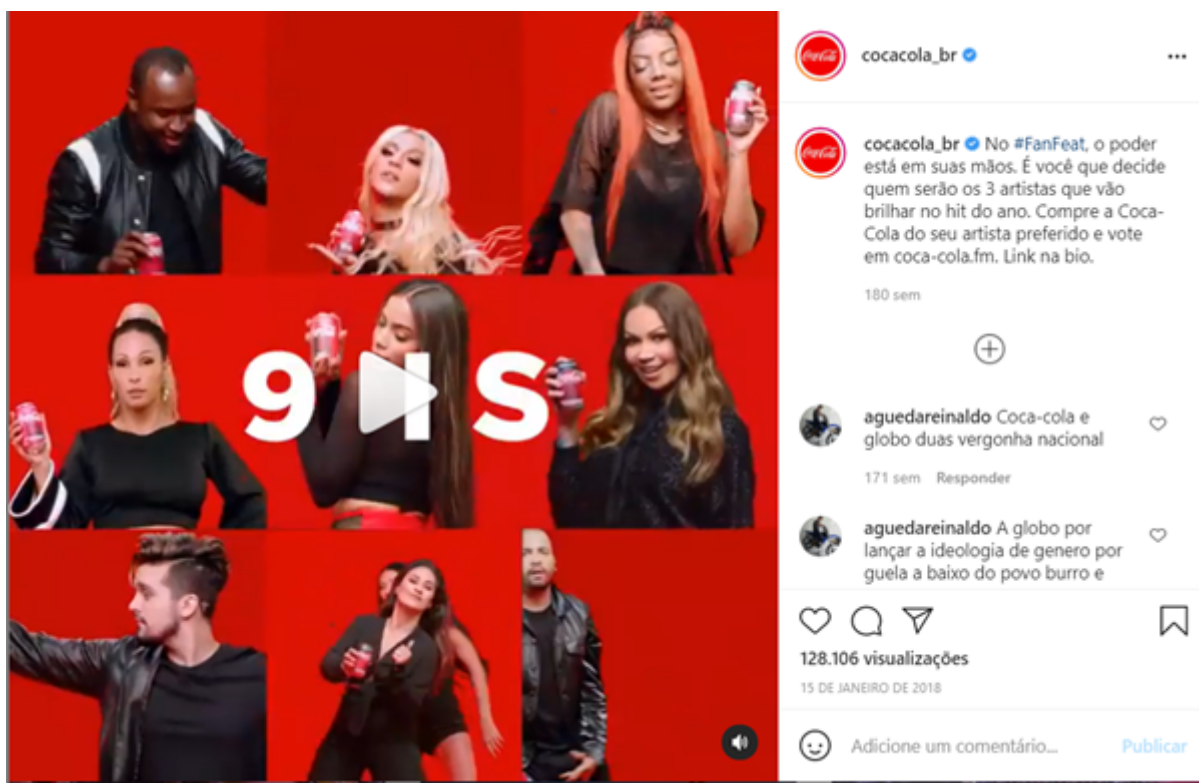 9 I S
Coca-Cola
cocacola_br
Coca-Cola
cocacola_br No #FanFeat, o poder
está em suas mãos. É você que decide
quem serão os 3 artistas que vão
brilhar no hit do ano. Compre a Coca-
Cola do seu artista preferido e vote
em coca-cola.fm. Link na bio.
180 sem
aguedareinaldo Coca-cola e
globo duas vergonha nacional
171 sem Responder
aguedareinaldo A globo por
lançar a ideologia de genero por
guela a baixo do povo burro e
128.106 visualizações
15 DE JANEIRO DE 2018
Adicione um comentário... Publicar